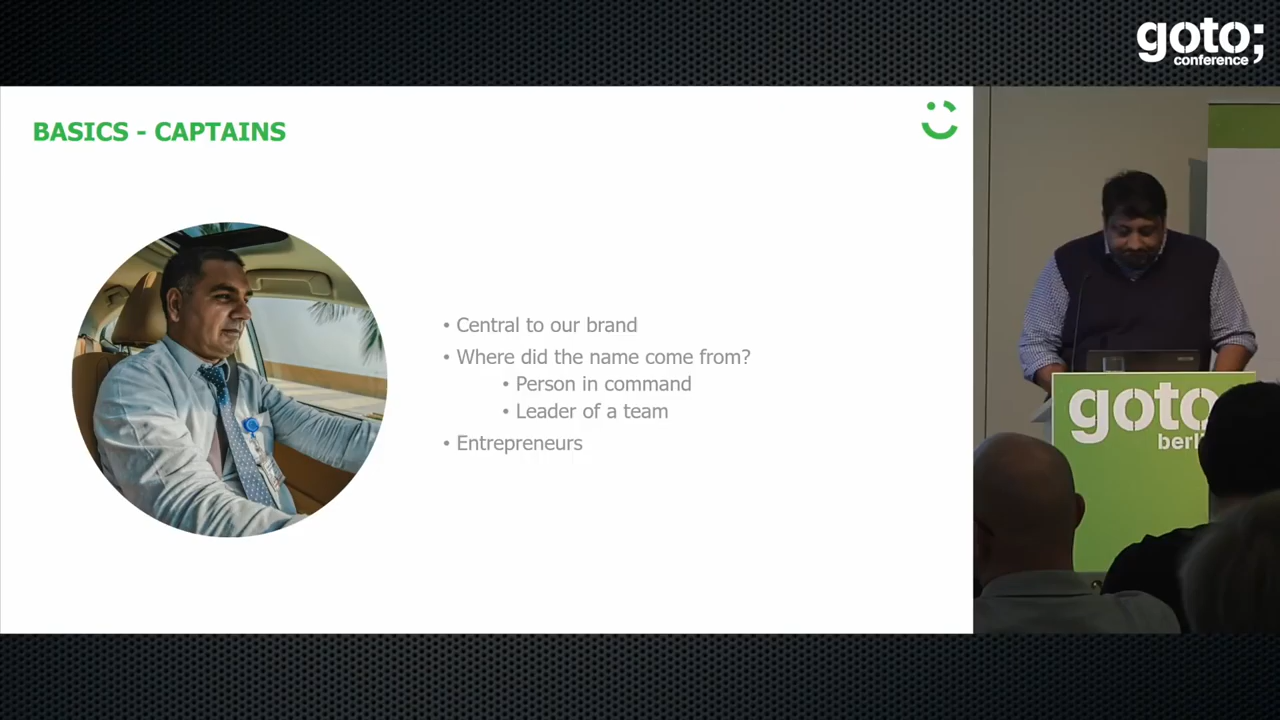 goto;
conference
BASICS - CAPTAINS
• Central to our brand
• Where did the name come from?
• Person in command
• Leader of a team
• Entrepreneurs
goto
berl